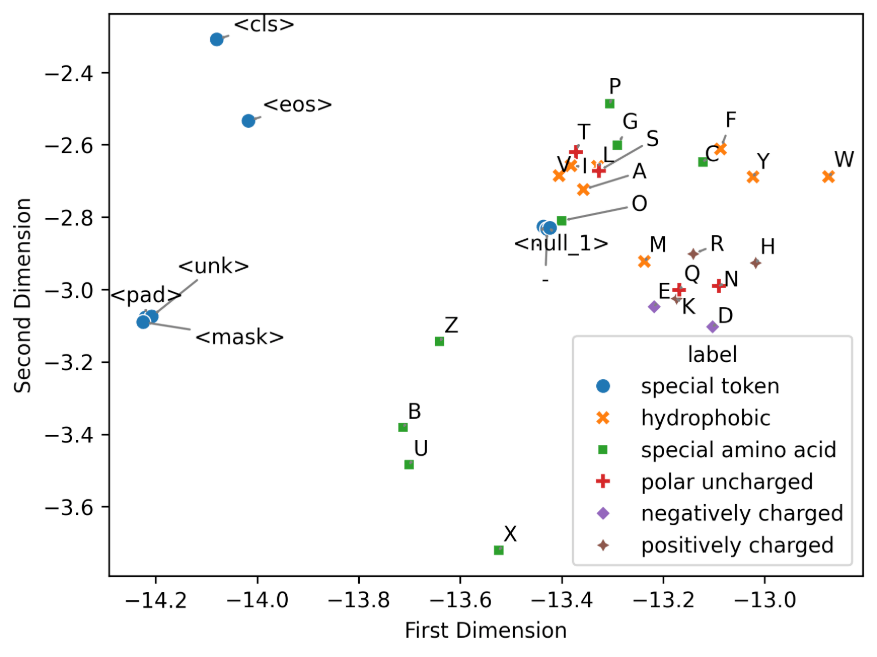 <cls>
<eos>
P
G
T
S
V
I
L
A
C
F
Y
W
O
<null_1>
-
M
R
H
Q
N
E
K
D
<unk>
<pad>
<mask>
Z
B
U
X
−2.4
−2.6
−2.8
−3.0
−3.2
−3.4
−3.6
Second Dimension
label
special token
hydrophobic
special amino acid
polar uncharged
negatively charged
positively charged
−14.2 −14.0 −13.8 −13.6 −13.4 −13.2 −13.0
First Dimension